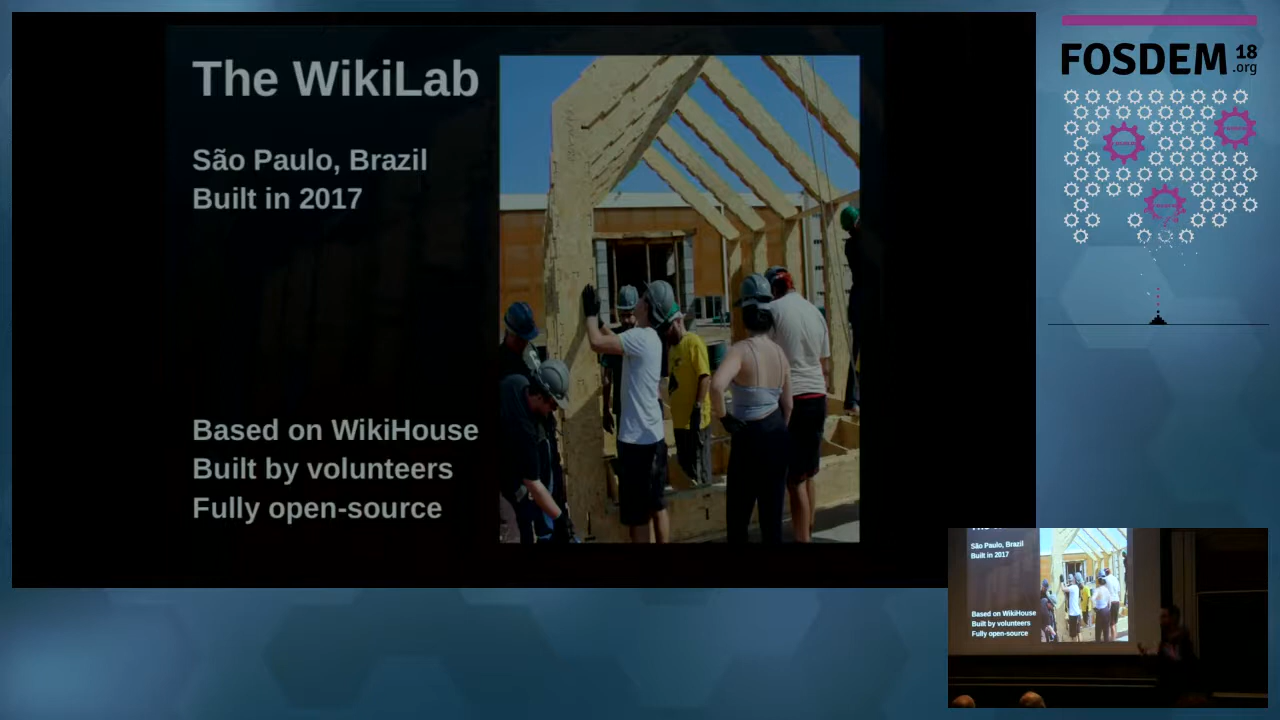 The WikiLab
São Paulo, Brazil
Built in 2017
Based on WikiHouse
Built by volunteers
Fully open-source
FOSDEM 18
.org
São Paulo, Brazil
Built in 2017
Based on WikiHouse
Built by volunteers
Fully open-source